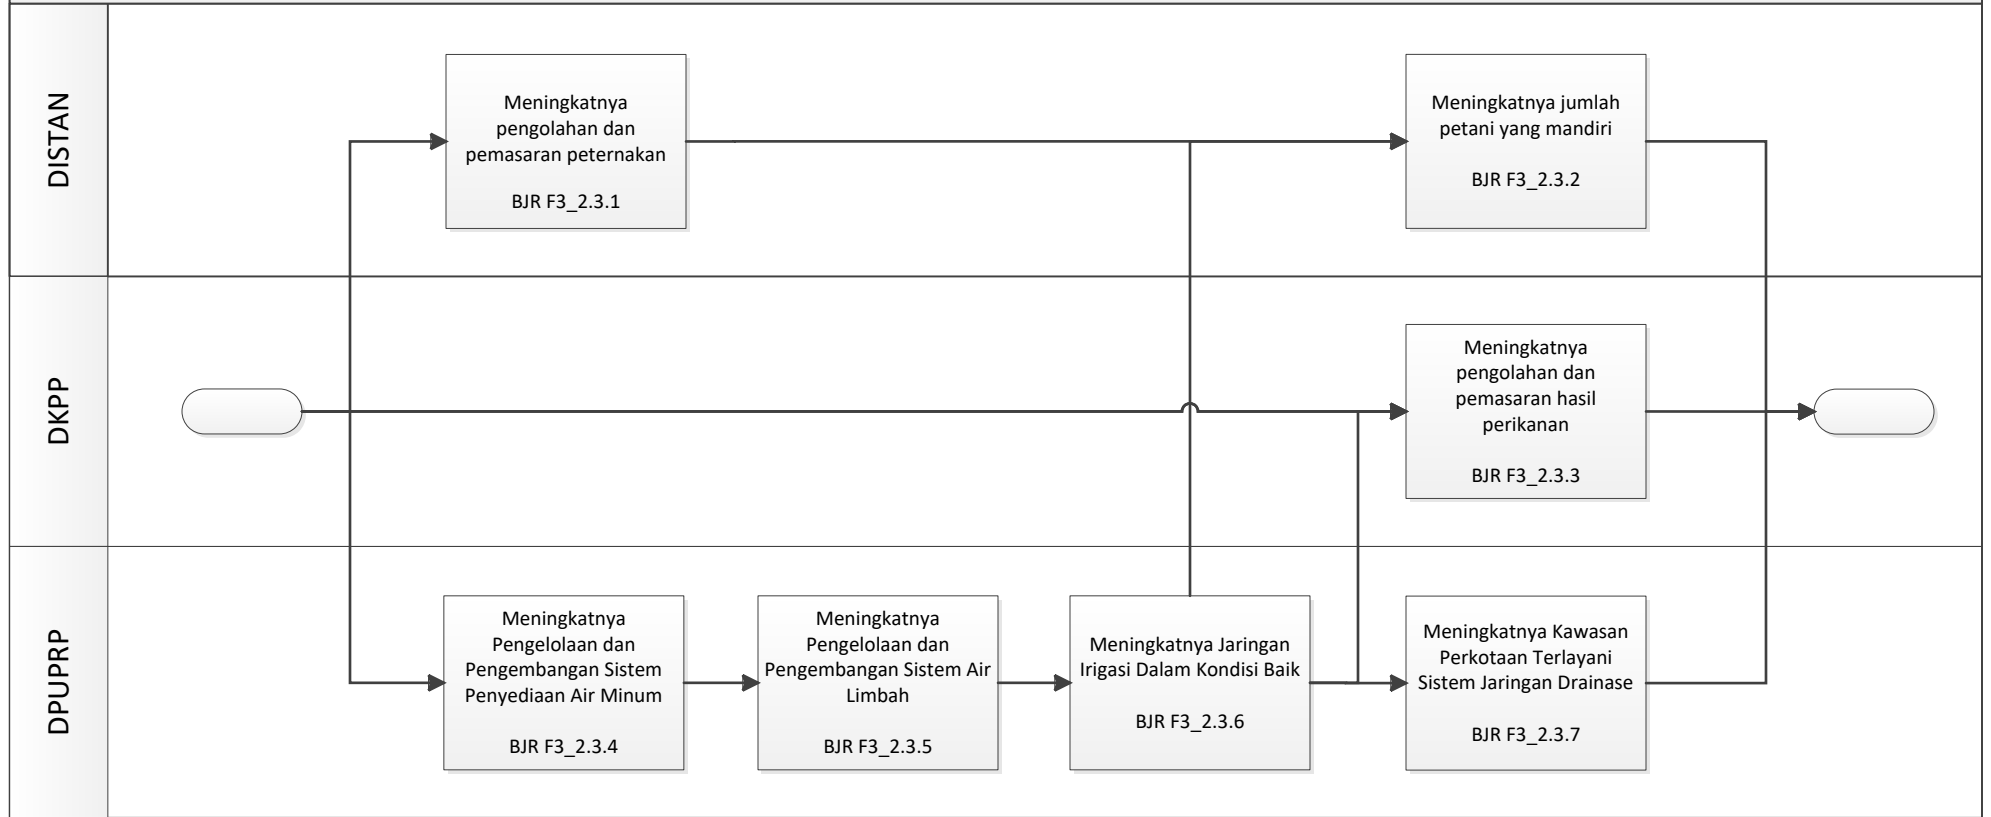 DISTAN
Meningkatnya
pengolahan dan
pemasaran peternakan
BJR F3_2.3.1
Meningkatnya jumlah
petani yang mandiri
BJR F3_2.3.2
DKPP
Meningkatnya
pengolahan dan
pemasaran hasil
perikanan
BJR F3_2.3.3
DPUPRP
Meningkatnya
Pengelolaan dan
Pengembangan Sistem
Penyediaan Air Minum
BJR F3_2.3.4
Meningkatnya
Pengelolaan dan
Pengembangan Sistem Air
Limbah
BJR F3_2.3.5
Meningkatnya Jaringan
Irigasi Dalam Kondisi Baik
BJR F3_2.3.6
Meningkatnya Kawasan
Perkotaan Terlayani
Sistem Jaringan Drainase
BJR F3_2.3.7